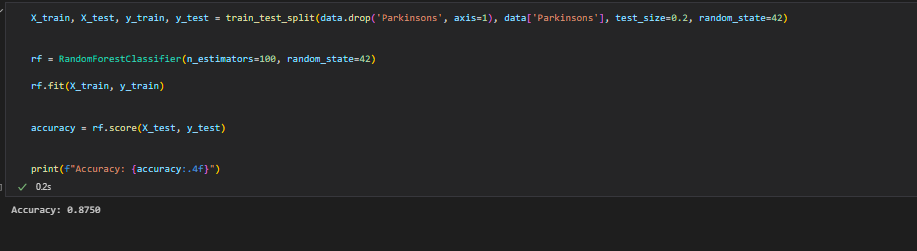 X_train, X_test, y_train, y_test = train_test_split(data.drop('Parkinsons', axis=1), data['Parkinsons'], test_size=0.2, random_state=42)
rf = RandomForestClassifier(n_estimators=100, random_state=42)
rf.fit(X_train, y_train)
accuracy = rf.score(X_test, y_test)
print(f"Accuracy: {accuracy:.4f}")
0.2s
Accuracy: 0.8750